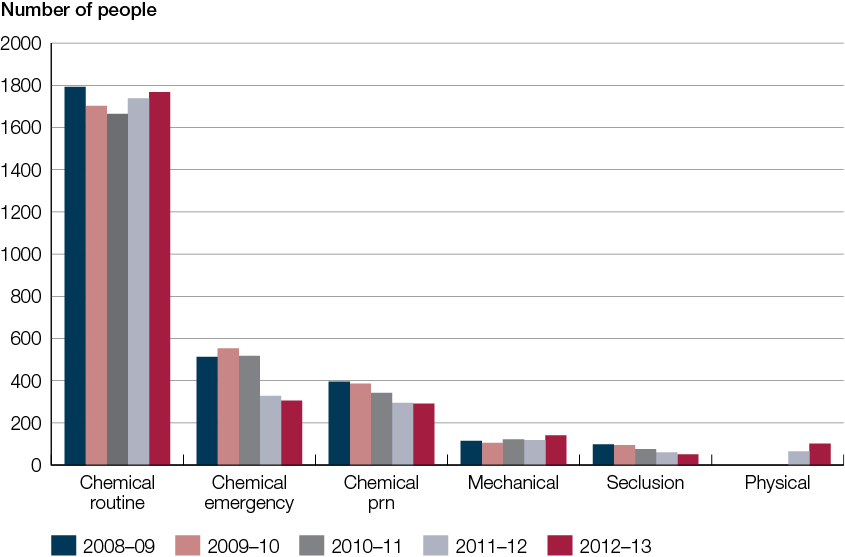 Number of people
2000
1800
1600
1400
1200
1000
800
600
400
200
0
Chemical
routine
Chemical
emergency
Chemical
prn
Mechanical
Seclusion
Physical
2008–09
2009–10
2010–11
2011–12
2012–13